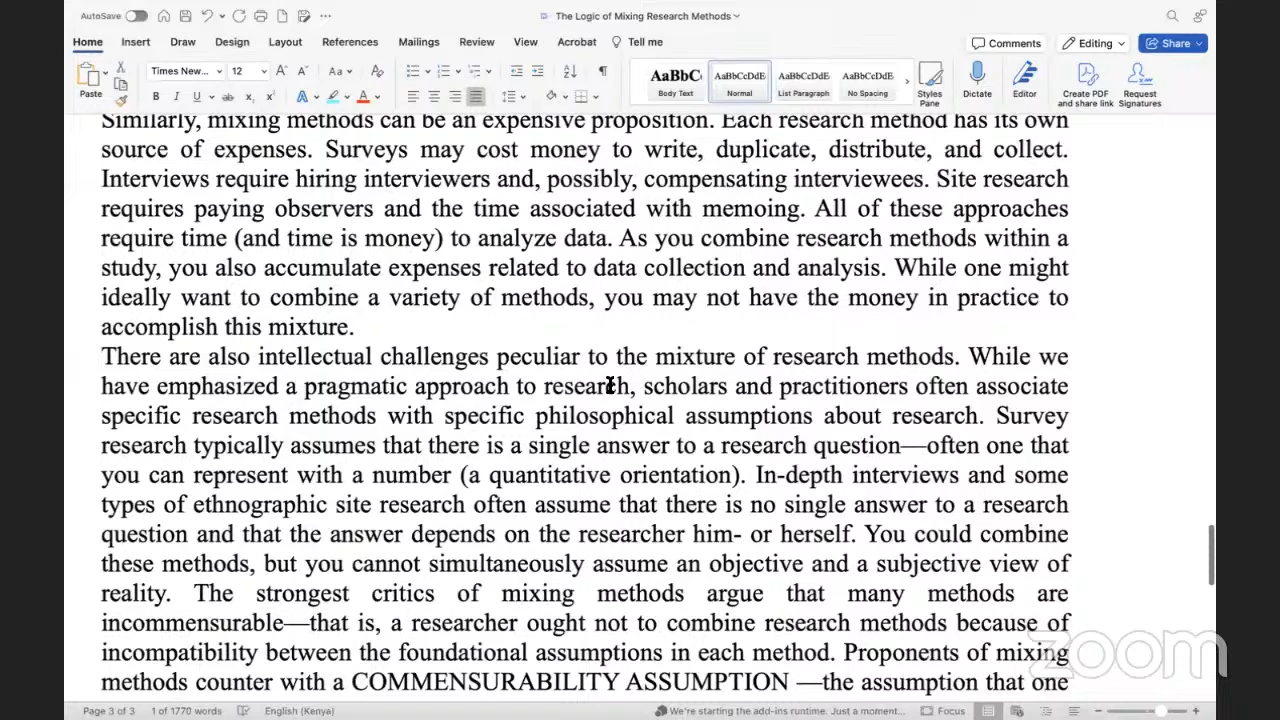 AutoSave
The Logic of Mixing Research Methods
Home Insert Draw Design Layout References Mailings Review View Acrobat Tell me
Comments Editing Share
Times New... 12 A A Aa A
AaBbC AaBbCcDdE AaBbCcDdE AaBbCcDdE
Paste B I U ab x x A A
Body Text Normal List Paragraph No Spacing
Styles Pane Dictate Editor Create PDF and share link Request Signatures
Similarly, mixing methods can be an expensive proposition. Each research method has its own
source of expenses. Surveys may cost money to write, duplicate, distribute, and collect.
Interviews require hiring interviewers and, possibly, compensating interviewees. Site research
requires paying observers and the time associated with memoing. All of these approaches
require time (and time is money) to analyze data. As you combine research methods within a
study, you also accumulate expenses related to data collection and analysis. While one might
ideally want to combine a variety of methods, you may not have the money in practice to
accomplish this mixture.
There are also intellectual challenges peculiar to the mixture of research methods. While we
have emphasized a pragmatic approach to research, scholars and practitioners often associate
specific research methods with specific philosophical assumptions about research. Survey
research typically assumes that there is a single answer to a research question—often one that
you can represent with a number (a quantitative orientation). In-depth interviews and some
types of ethnographic site research often assume that there is no single answer to a research
question and that the answer depends on the researcher him- or herself. You could combine
these methods, but you cannot simultaneously assume an objective and a subjective view of
reality. The strongest critics of mixing methods argue that many methods are
incommensurable—that is, a researcher ought not to combine research methods because of
incompatibility between the foundational assumptions in each method. Proponents of mixing
methods counter with a COMMENSURABILITY ASSUMPTION —the assumption that one
zoom
Page 3 of 3 1 of 1770 words English (Kenya) We're starting the add-ins runtime. Just a moment... Focus